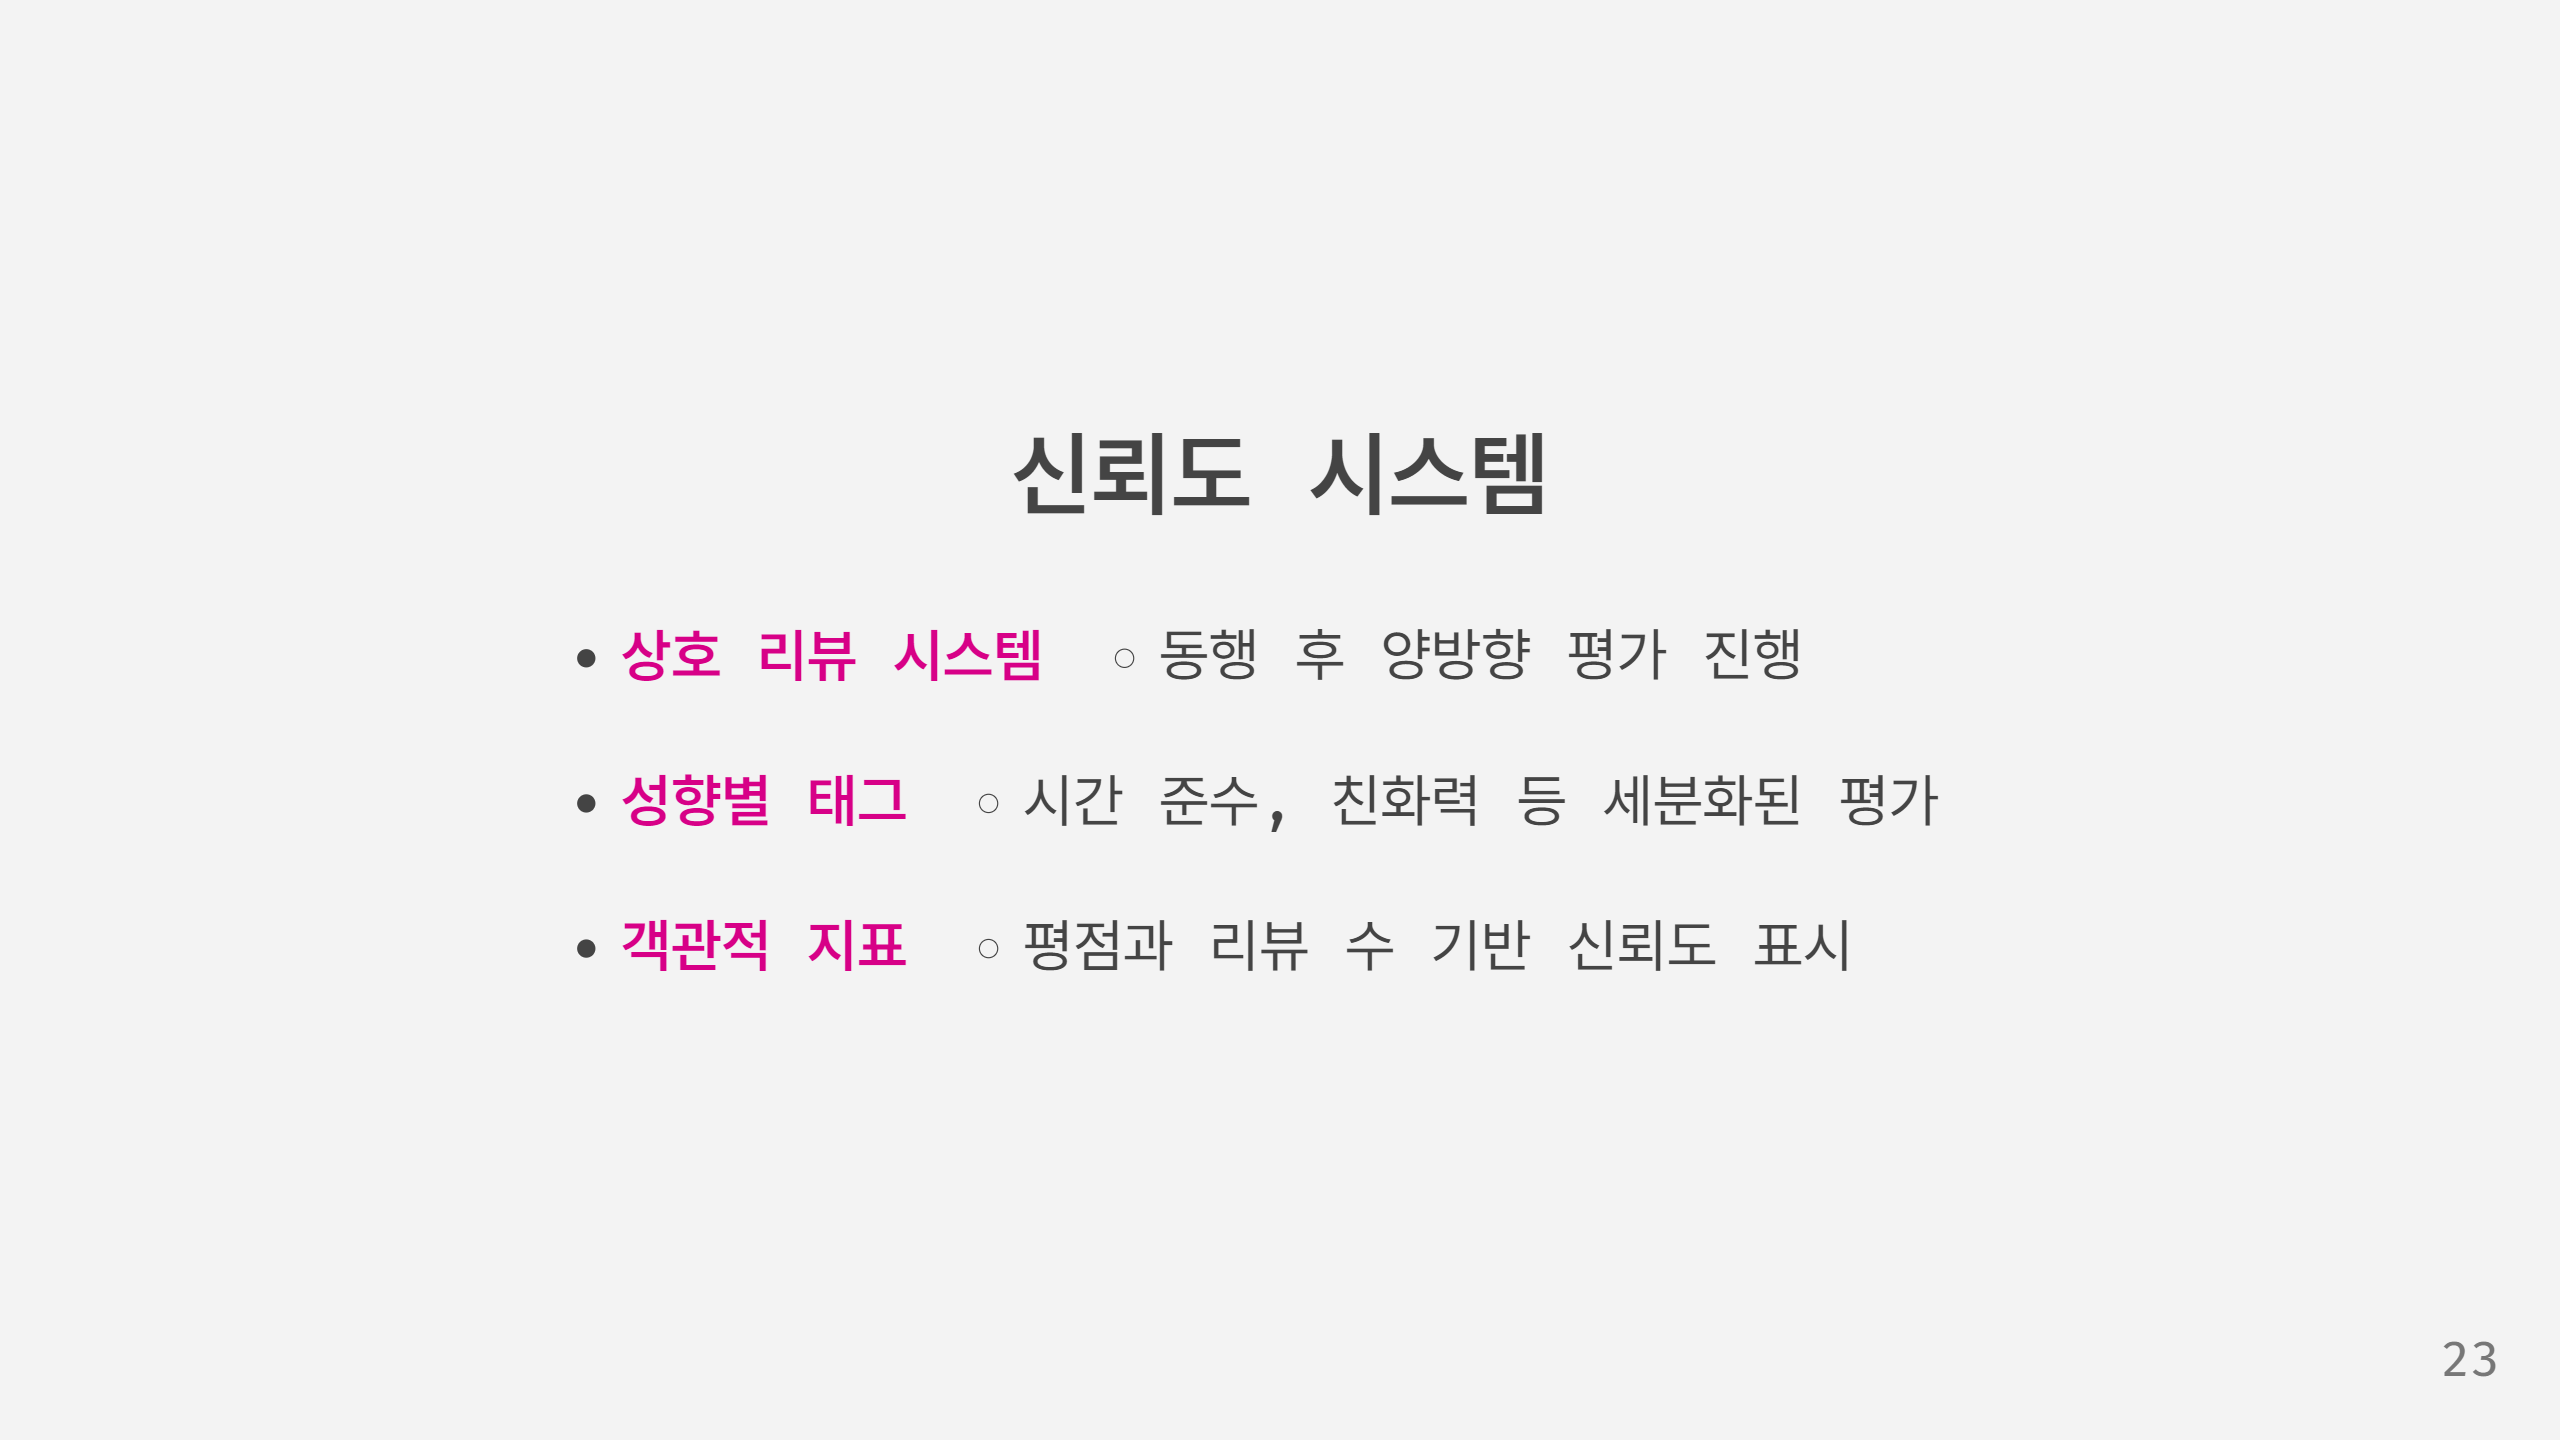 신뢰도 시스템
• 상호 리뷰 시스템 ◦ 동행 후 양방향 평가 진행
• 성향별 태그 ◦ 시간 준수, 친화력 등 세분화된 평가
• 객관적 지표 ◦ 평점과 리뷰 수 기반 신뢰도 표시
23